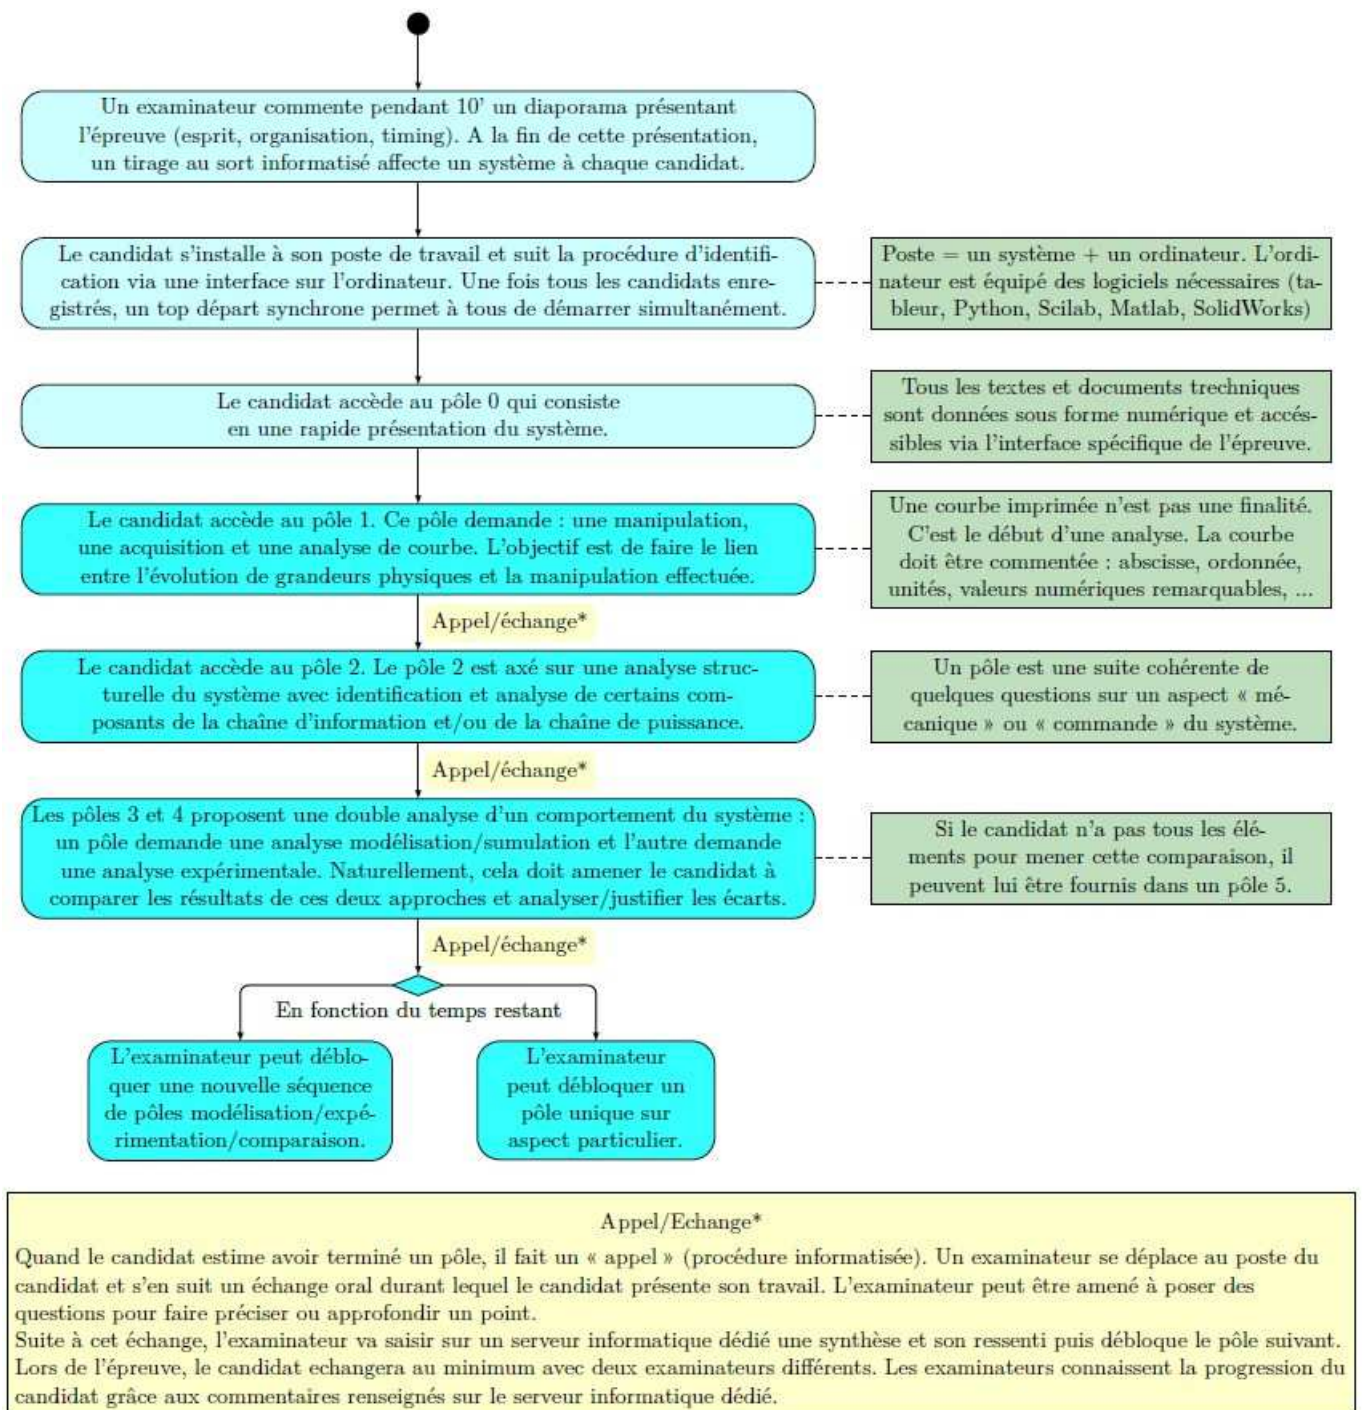 Un examinateur commente pendant 10' un diaporama présentant
l'épreuve (esprit, organisation, timing). A la fin de cette présentation,
un tirage au sort informatisé affecte un système à chaque candidat.
Le candidat s'installe à son poste de travail et suit la procédure d'identifi-
cation via une interface sur l'ordinateur. Une fois tous les candidats enre-
gistrés, un top départ synchrone permet à tous de démarrer simultanément.
Poste = un système + un ordinateur. L'ordi-
nateur est équipé des logiciels nécessaires (ta-
bleur, Python, Scilab, Matlab, SolidWorks)
Le candidat accède au pôle 0 qui consiste
en une rapide présentation du système.
Tous les textes et documents trechniques
sont données sous forme numérique et accés-
sibles via l'interface spécifique de l'épreuve.
Le candidat accède au pôle 1. Ce pôle demande : une manipulation,
une acquisition et une analyse de courbe. L'objectif est de faire le lien
entre l'évolution de grandeurs physiques et la manipulation effectuée.
Une courbe imprimée n'est pas une finalité.
C'est le début d'une analyse. La courbe
doit être commentée : abscisse, ordonnée,
unités, valeurs numériques remarquables, ...
Appel/échange*
Le candidat accède au pôle 2. Le pôle 2 est axé sur une analyse struc-
turelle du système avec identification et analyse de certains com-
posants de la chaîne d'information et/ou de la chaîne de puissance.
Un pôle est une suite cohérente de
quelques questions sur un aspect « mé-
canique » ou « commande » du système.
Appel/échange*
Les pôles 3 et 4 proposent une double analyse d'un comportement du système :
un pôle demande une analyse modélisation/sumulation et l'autre demande
une analyse expérimentale. Naturellement, cela doit amener le candidat à
comparer les résultats de ces deux approches et analyser/justifier les écarts.
Si le candidat n'a pas tous les élé-
ments pour mener cette comparaison, il
peuvent lui être fournis dans un pôle 5.
Appel/échange*
En fonction du temps restant
L'examinateur peut déblo-
quer une nouvelle séquence
de pôles modélisation/expé-
rimentation/comparaison.
L'examinateur
peut débloquer un
pôle unique sur
aspect particulier.
Appel/Echange*
Quand le candidat estime avoir terminé un pôle, il fait un « appel » (procédure informatisée). Un examinateur se déplace au poste du
candidat et s'en suit un échange oral durant lequel le candidat présente son travail. L'examinateur peut être amené à poser des
questions pour faire préciser ou approfondir un point.
Suite à cet échange, l'examinateur va saisir sur un serveur informatique dédié une synthèse et son ressenti puis débloque le pôle suivant.
Lors de l'épreuve, le candidat echangera au minimum avec deux examinateurs différents. Les examinateurs connaissent la progression du
candidat grâce aux commentaires renseignés sur le serveur informatique dédié.